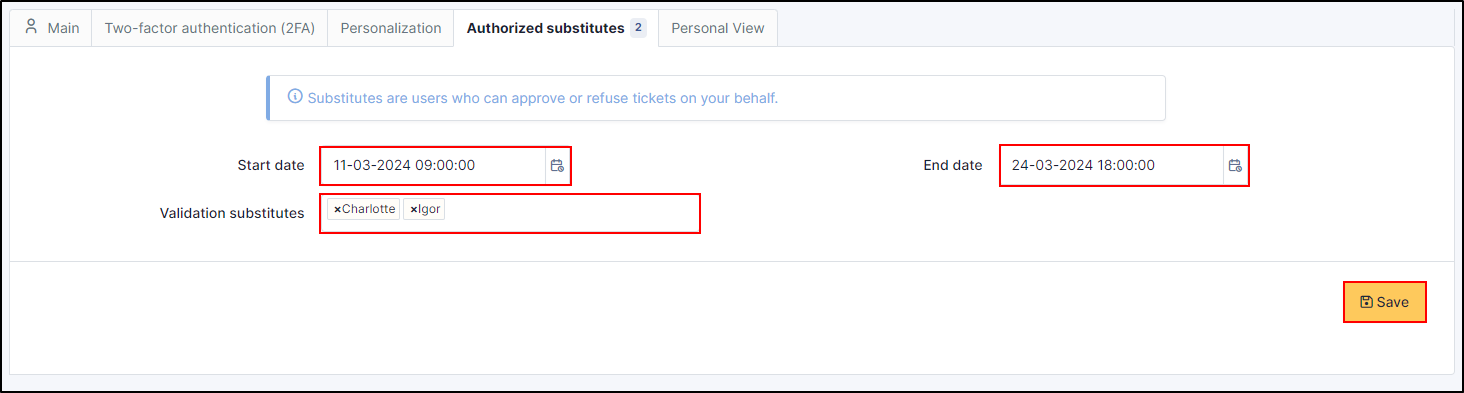 Main Two-factor authentication (2FA) Personalization Authorized substitutes 2 Personal View
Substitutes are users who can approve or refuse tickets on your behalf.
Start date 11-03-2024 09:00:00 End date 24-03-2024 18:00:00
Validation substitutes ×Charlotte ×Igor
Save